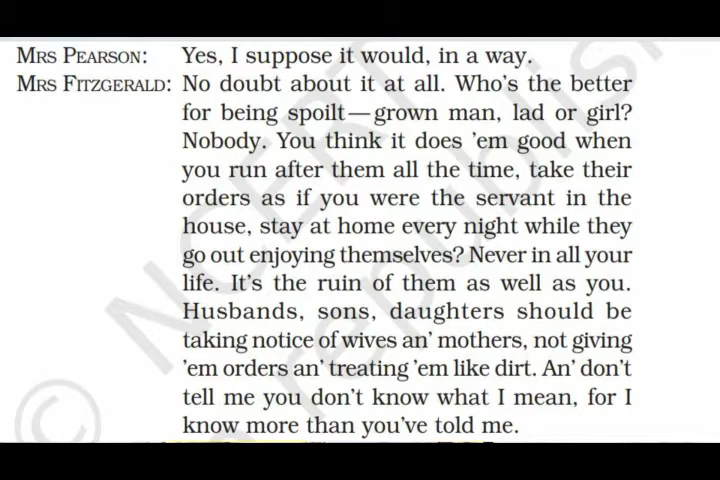 MRS PEARSON: Yes, I suppose it would, in a way.
MRS FITZGERALD: No doubt about it at all. Who's the better
for being spoilt—grown man, lad or girl?
Nobody. You think it does 'em good when
you run after them all the time, take their
orders as if you were the servant in the
house, stay at home every night while they
go out enjoying themselves? Never in all your
life. It's the ruin of them as well as you.
Husbands, sons, daughters should be
taking notice of wives an' mothers, not giving
'em orders an' treating 'em like dirt. An' don't
tell me you don't know what I mean, for I
know more than you've told me.
© NCERT
republish